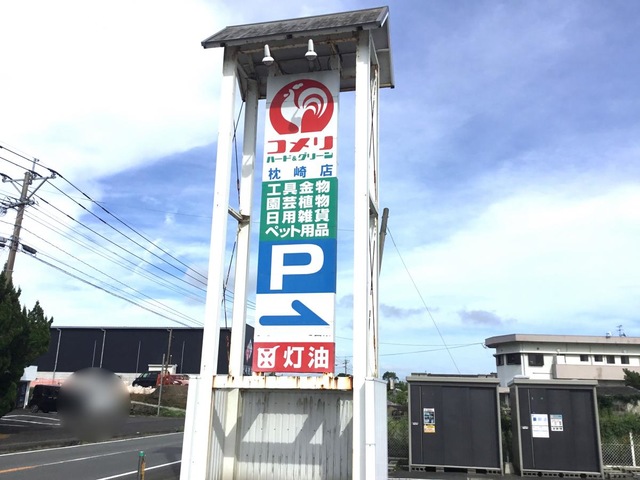 コメリ
ハード&グリーン
枕崎店
工具金物
園芸植物
日用雑貨
ペット用品
P
灯油